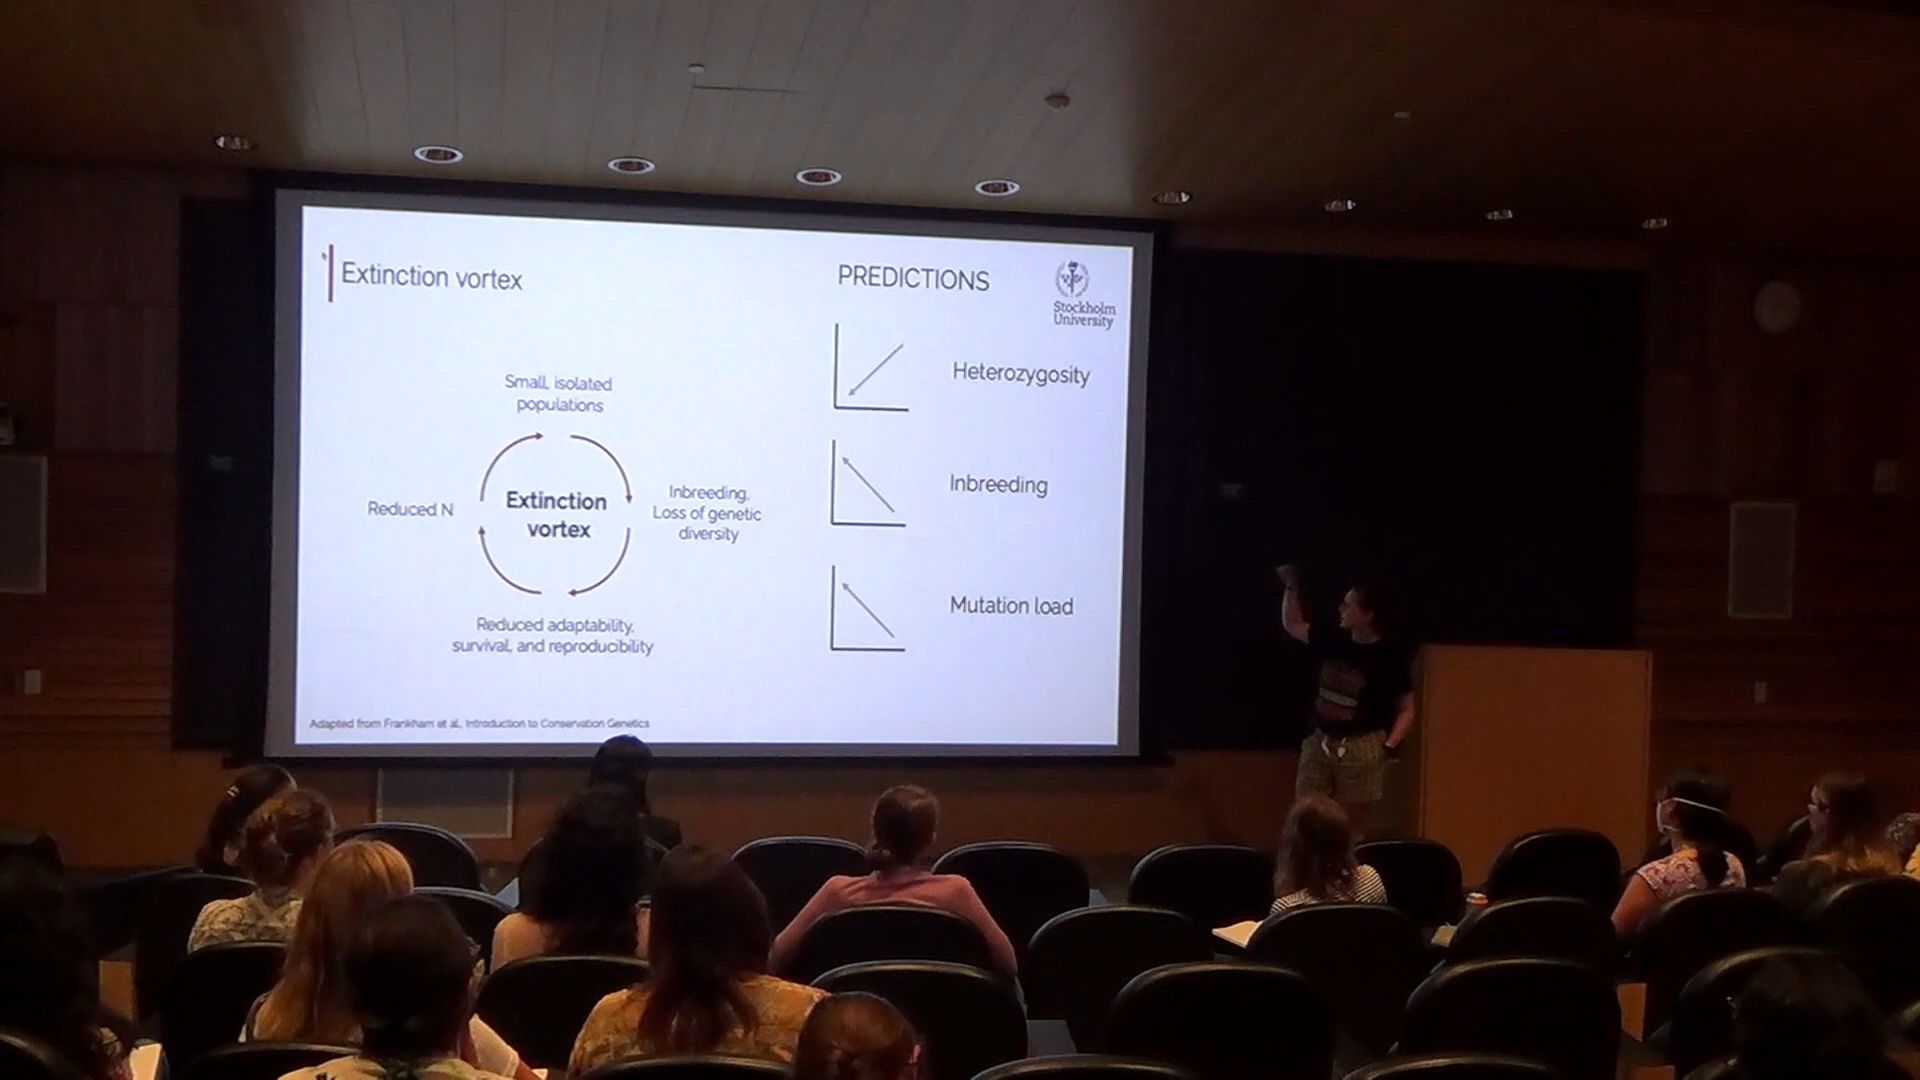 Extinction vortex
PREDICTIONS
Stockholm
University
Small, isolated
populations
Inbreeding,
Loss of genetic
diversity
Reduced adaptability,
survival, and reproducibility
Reduced N
Extinction
vortex
Heterozygosity
Inbreeding
Mutation load
Adapted from Frankham et al., Introduction to Conservation Genetics